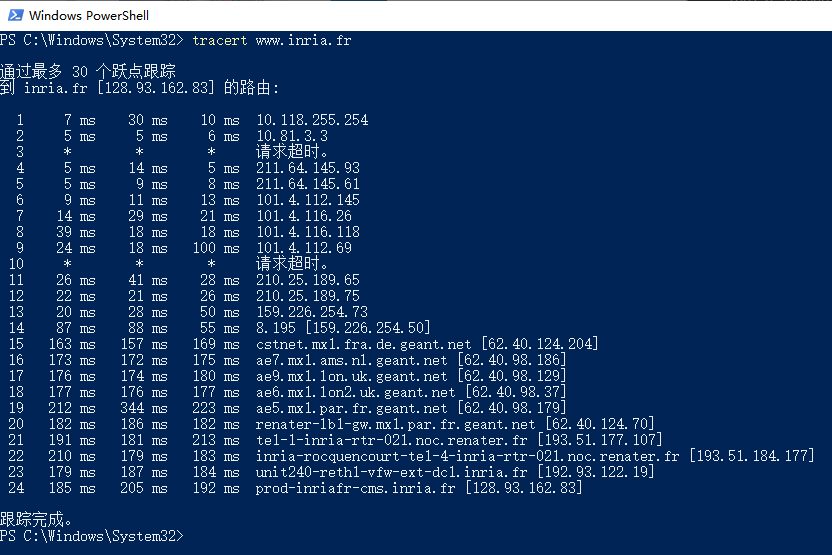 Windows PowerShell
PS C:\Windows\System32> tracert www.inria.fr
通过最多 30 个跃点跟踪
到 inria.fr [128.93.162.83] 的路由:
1 7 ms 30 ms 10 ms 10.118.255.254
2 5 ms 5 ms 6 ms 10.81.3.3
3 * * * 请求超时。
4 5 ms 14 ms 5 ms 211.64.145.93
5 5 ms 9 ms 8 ms 211.64.145.61
6 9 ms 11 ms 13 ms 101.4.112.145
7 14 ms 29 ms 21 ms 101.4.116.26
8 39 ms 18 ms 18 ms 101.4.116.118
9 24 ms 18 ms 100 ms 101.4.112.69
10 * * * 请求超时。
11 26 ms 41 ms 28 ms 210.25.189.65
12 22 ms 21 ms 26 ms 210.25.189.75
13 20 ms 28 ms 50 ms 159.226.254.73
14 87 ms 88 ms 55 ms 8.195 [159.226.254.50]
15 163 ms 157 ms 169 ms cstnet.mx1.fra.de.geant.net [62.40.124.204]
16 173 ms 172 ms 175 ms ae7.mx1.ams.nl.geant.net [62.40.98.186]
17 176 ms 174 ms 180 ms ae9.mx1.lon.uk.geant.net [62.40.98.129]
18 177 ms 176 ms 177 ms ae6.mx1.lon2.uk.geant.net [62.40.98.37]
19 212 ms 344 ms 223 ms ae5.mx1.par.fr.geant.net [62.40.98.179]
20 182 ms 186 ms 182 ms renater-lb1-gw.mx1.par.fr.geant.net [62.40.124.70]
21 191 ms 181 ms 213 ms te1-1-inria-rtr-021.noc.renater.fr [193.51.177.107]
22 210 ms 179 ms 183 ms inria-rocquencourt-te1-4-inria-rtr-021.noc.renater.fr [193.51.184.177]
23 179 ms 187 ms 184 ms unit240-reth1-vfw-ext-dc1.inria.fr [192.93.122.19]
24 185 ms 205 ms 192 ms prod-inriafr-cms.inria.fr [128.93.162.83]
跟踪完成。
PS C:\Windows\System32>